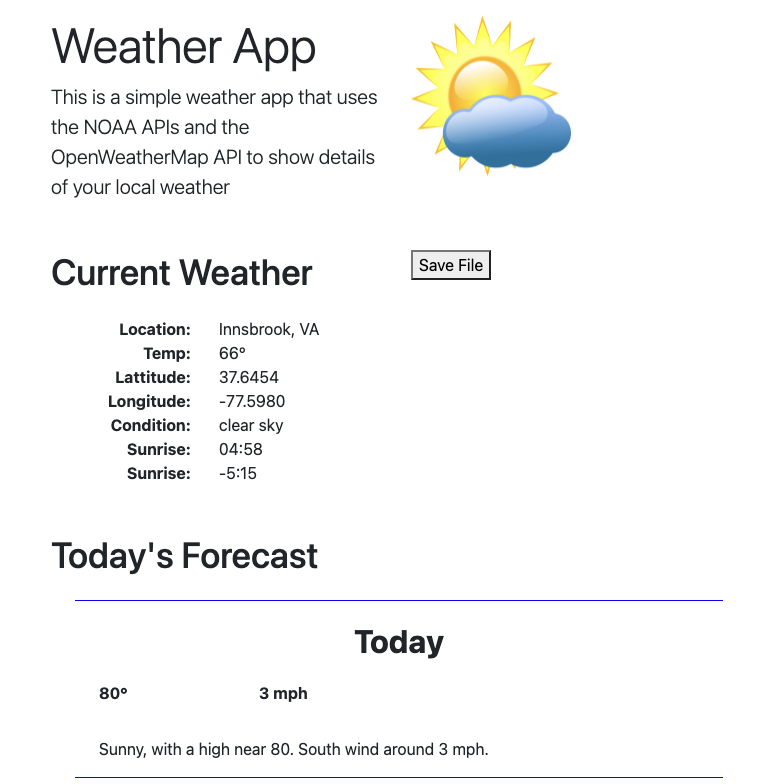 Weather App
This is a simple weather app that uses
the NOAA APIs and the
OpenWeatherMap API to show details
of your local weather
Current Weather
Save File
Location: Innsbrook, VA
Temp: 66°
Lattitude: 37.6454
Longitude: -77.5980
Condition: clear sky
Sunrise: 04:58
Sunrise: -5:15
Today's Forecast
Today
80° 3 mph
Sunny, with a high near 80. South wind around 3 mph.